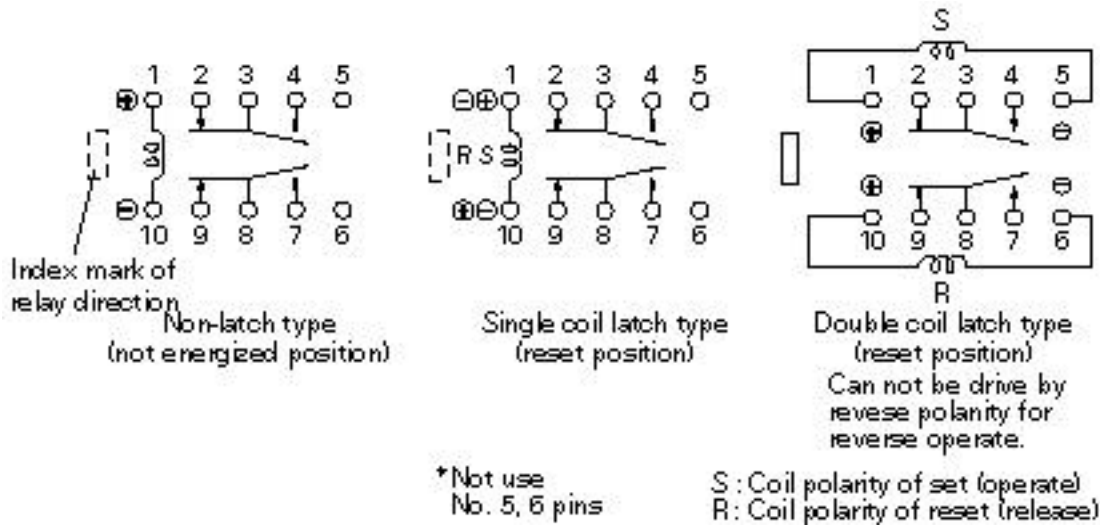 1 2 3 4 5
⊕
10 9 8 7 6
⊖
Index mark of
relay direction
Non-latch type
(not energized position)
1 2 3 4 5
⊖⊕
R S
⊕⊖
10 9 8 7 6
Single coil latch type
(reset position)
S
1 2 3 4 5
⊕ ⊖
⊕ ⊖
10 9 8 7 6
R
Double coil latch type
(reset position)
Can not be drive by
revese polanity for
reverse operate.
*Not use
No. 5, 6 pins
S : Coil polarity of set (operate)
R : Coil polarity of reset (release)